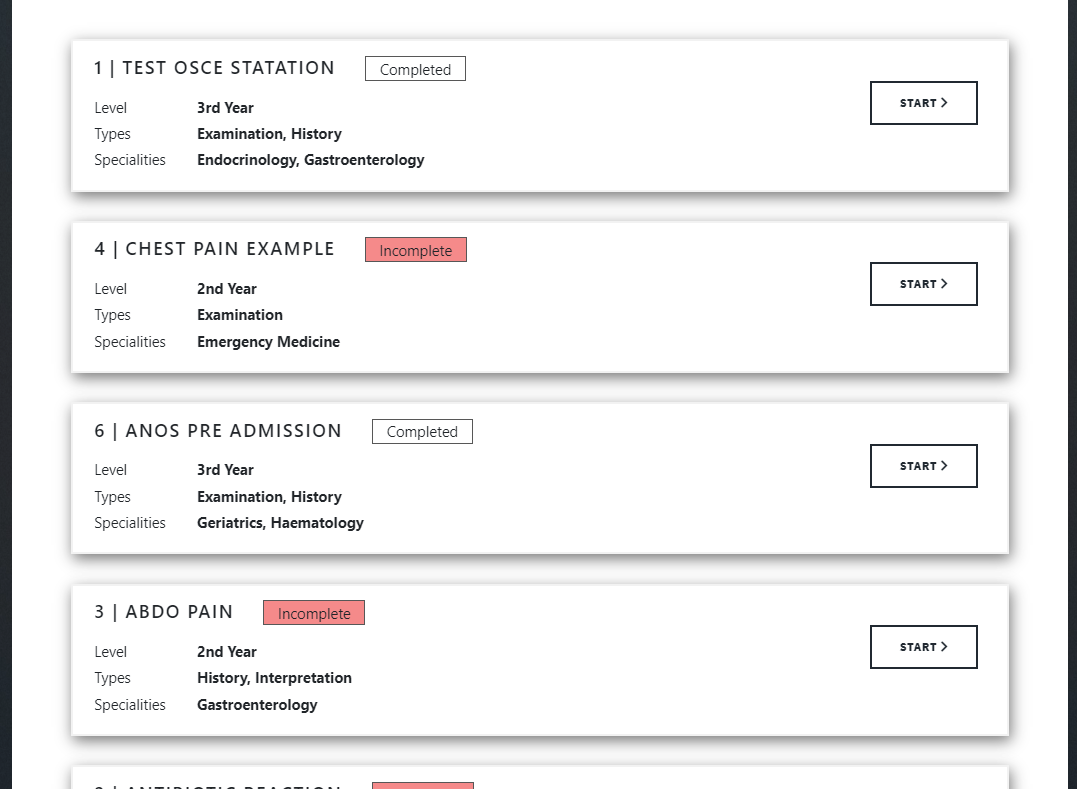 1 | TEST OSCE STATATION Completed
Level 3rd Year
Types Examination, History
Specialities Endocrinology, Gastroenterology
START
4 | CHEST PAIN EXAMPLE Incomplete
Level 2nd Year
Types Examination
Specialities Emergency Medicine
START
6 | ANOS PRE ADMISSION Completed
Level 3rd Year
Types Examination, History
Specialities Geriatrics, Haematology
START
3 | ABDO PAIN Incomplete
Level 2nd Year
Types History, Interpretation
Specialities Gastroenterology
START
| ANTIBIOTIC REACTION